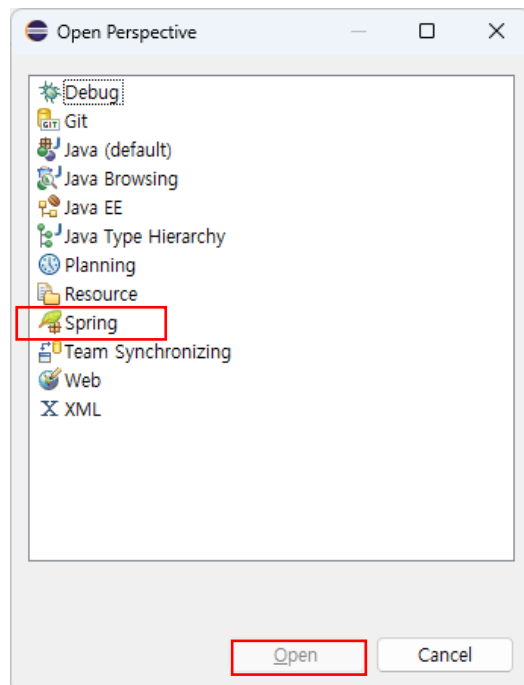 Open Perspective
Debug
GIT Git
Java (default)
Java Browsing
Java EE
Java Type Hierarchy
Planning
Resource
Spring
Team Synchronizing
Web
X XML
Open Cancel